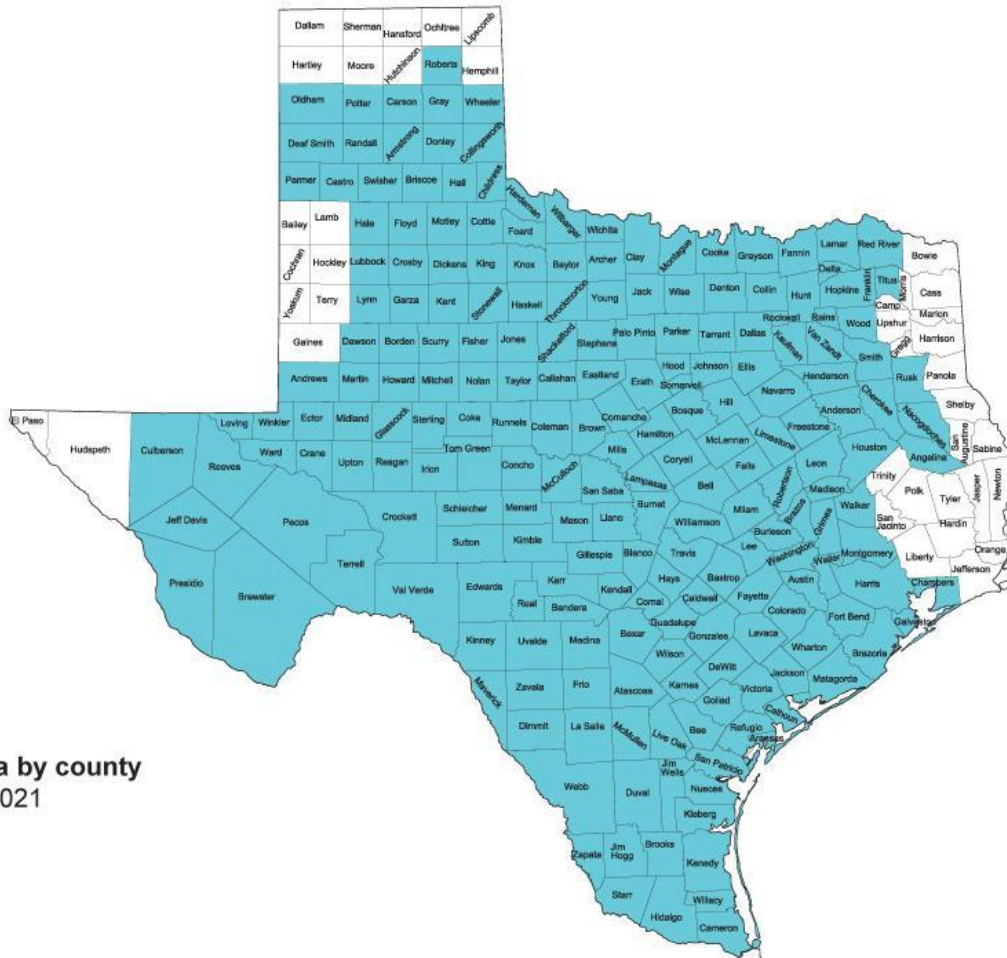 Dallam Sherman Hansford Ochiltree Lipscomb
Hartley Moore Hutchinson Roberts Hemphill
Oldham Potter Carson Gray Wheeler
Deaf Smith Randall Armstrong Donley Collingsworth
Parmer Castro Swisher Briscoe Hall Childress
Hardeman
Bailey Lamb Hale Floyd Motley Cottle Foard Wilbarger Wichita
Cochran Hockley Lubbock Crosby Dickens King Knox Baylor Archer Clay Montague Cooke Grayson Fannin Lamar Red River Bowie
Delta Franklin Titus Morris Cass
Yoakum Terry Lynn Garza Kent Stonewall Haskell Throckmorton Young Jack Wise Denton Collin Hunt Hopkins Camp Marion
Rockwall Rains Wood Upshur Harrison
Gaines Dawson Borden Scurry Fisher Jones Shackelford Stephens Palo Pinto Parker Tarrant Dallas Kaufman Van Zandt Smith Gregg Panola
Andrews Martin Howard Mitchell Nolan Taylor Callahan Eastland Erath Hood Somervell Johnson Ellis Navarro Henderson Cherokee Rusk Shelby
El Paso Hudspeth Culberson Loving Winkler Ector Midland Glasscock Sterling Coke Runnels Coleman Brown Comanche Hamilton Bosque Hill Freestone Anderson Nacogdoches San Augustine Sabine
Reeves Ward Crane Upton Reagan Irion Tom Green Concho McCulloch Mills Coryell McLennan Limestone Falls Leon Houston Angelina
Jeff Davis Pecos Crockett Schleicher Menard San Saba Lampasas Burnet Bell Milam Robertson Brazos Madison Walker Trinity Polk Tyler Jasper Newton
Presidio Brewster Terrell Sutton Kimble Mason Llano Williamson Burleson Lee Grimes San Jacinto Hardin Orange
Val Verde Edwards Kerr Gillespie Blanco Travis Bastrop Washington Waller Montgomery Liberty Jefferson
Real Bandera Kendall Hays Comal Caldwell Fayette Austin Harris Chambers
Kinney Uvalde Medina Bexar Guadalupe Gonzales Lavaca Colorado Fort Bend Galveston
Maverick Zavala Frio Atascosa Wilson Karnes DeWitt Jackson Wharton Brazoria Matagorda
Dimmit La Salle McMullen Live Oak Bee Goliad Victoria Calhoun Refugio Aransas
a by county
021
Webb Duval Jim Wells San Patricio Nueces
Kleberg
Zapata Jim Hogg Brooks Kenedy
Starr Hidalgo Willacy
Cameron